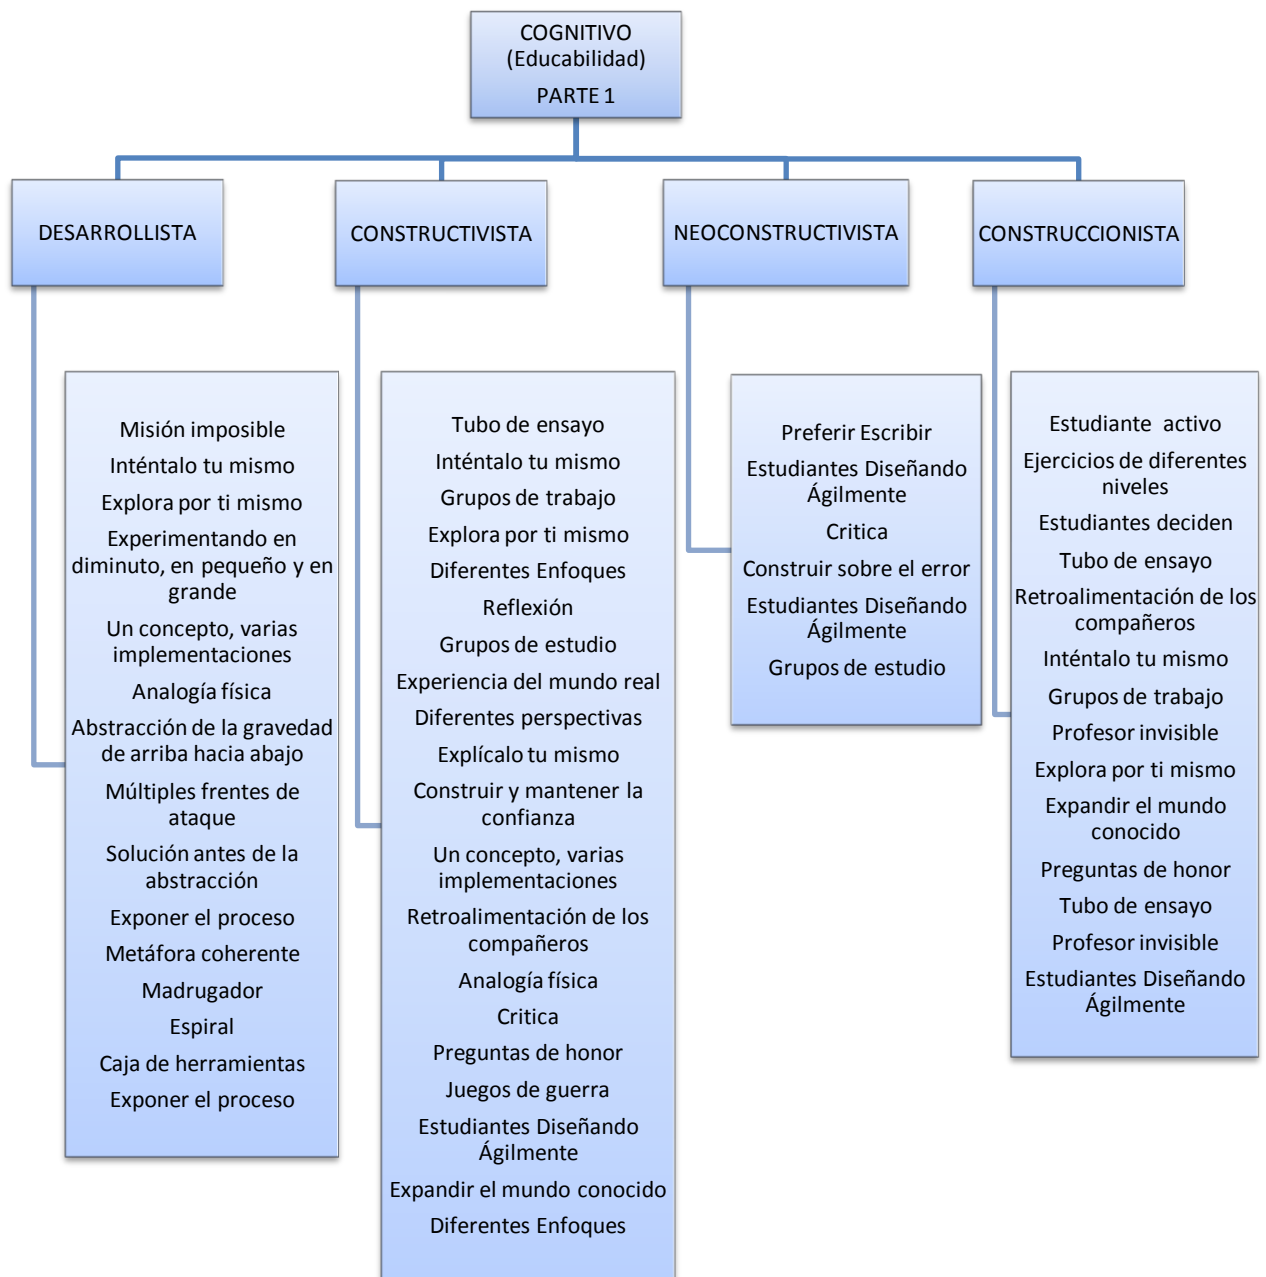 COGNITIVO
(Educabilidad)
PARTE 1
DESARROLLISTA
CONSTRUCTIVISTA
NEOCONSTRUCTIVISTA
CONSTRUCCIONISTA
Misión imposible
Inténtalo tu mismo
Explora por ti mismo
Experimentando en
diminuto, en pequeño y en
grande
Un concepto, varias
implementaciones
Analogía física
Abstracción de la gravedad
de arriba hacia abajo
Múltiples frentes de
ataque
Solución antes de la
abstracción
Exponer el proceso
Metáfora coherente
Madrugador
Espiral
Caja de herramientas
Exponer el proceso
Tubo de ensayo
Inténtalo tu mismo
Grupos de trabajo
Explora por ti mismo
Diferentes Enfoques
Reflexión
Grupos de estudio
Experiencia del mundo real
Diferentes perspectivas
Explícalo tu mismo
Construir y mantener la
confianza
Un concepto, varias
implementaciones
Retroalimentación de los
compañeros
Analogía física
Critica
Preguntas de honor
Juegos de guerra
Estudiantes Diseñando
Ágilmente
Expandir el mundo conocido
Diferentes Enfoques
Preferir Escribir
Estudiantes Diseñando
Ágilmente
Critica
Construir sobre el error
Estudiantes Diseñando
Ágilmente
Grupos de estudio
Estudiante activo
Ejercicios de diferentes
niveles
Estudiantes deciden
Tubo de ensayo
Retroalimentación de los
compañeros
Inténtalo tu mismo
Grupos de trabajo
Profesor invisible
Explora por ti mismo
Expandir el mundo
conocido
Preguntas de honor
Tubo de ensayo
Profesor invisible
Estudiantes Diseñando
Ágilmente